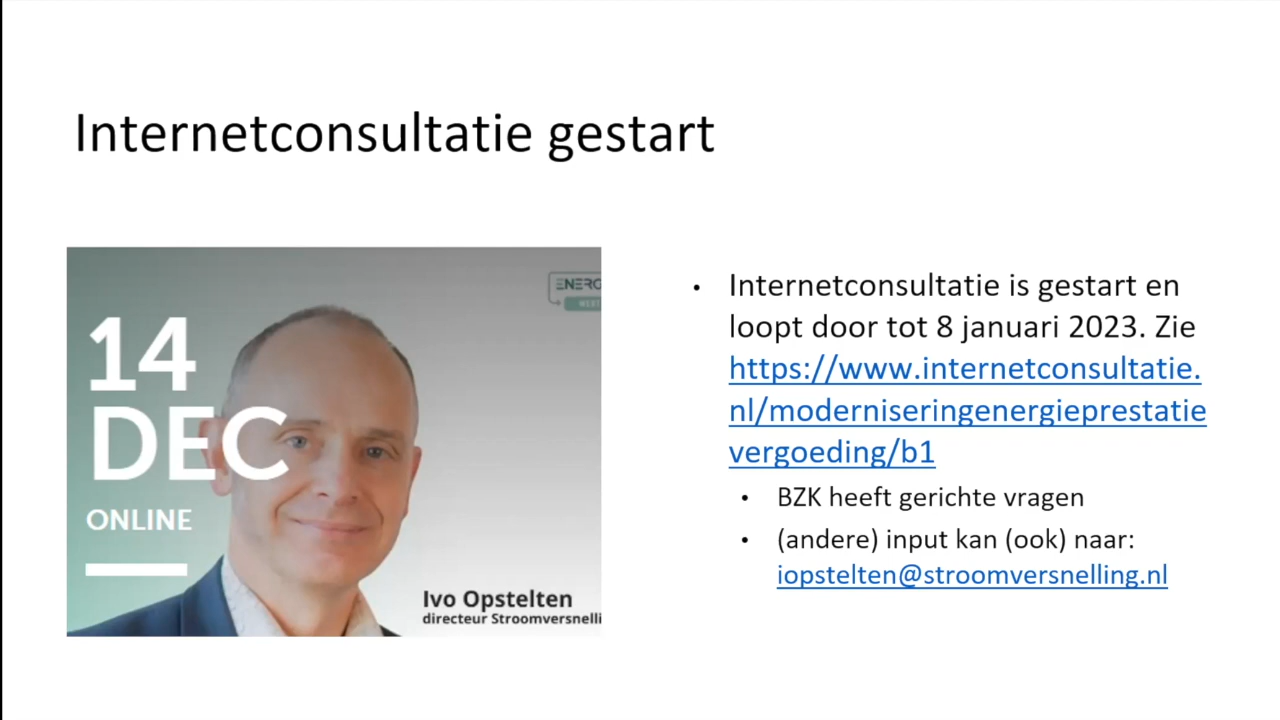 Internetconsultatie gestart
14
DEC
ONLINE
Ivo Opstelten
directeur Stroomversnelli
• Internetconsultatie is gestart en
loopt door tot 8 januari 2023. Zie
https://www.internetconsultatie.
nl/moderniseringenergieprestatie
vergoeding/b1
• BZK heeft gerichte vragen
• (andere) input kan (ook) naar:
iopstelten@stroomversnelling.nl